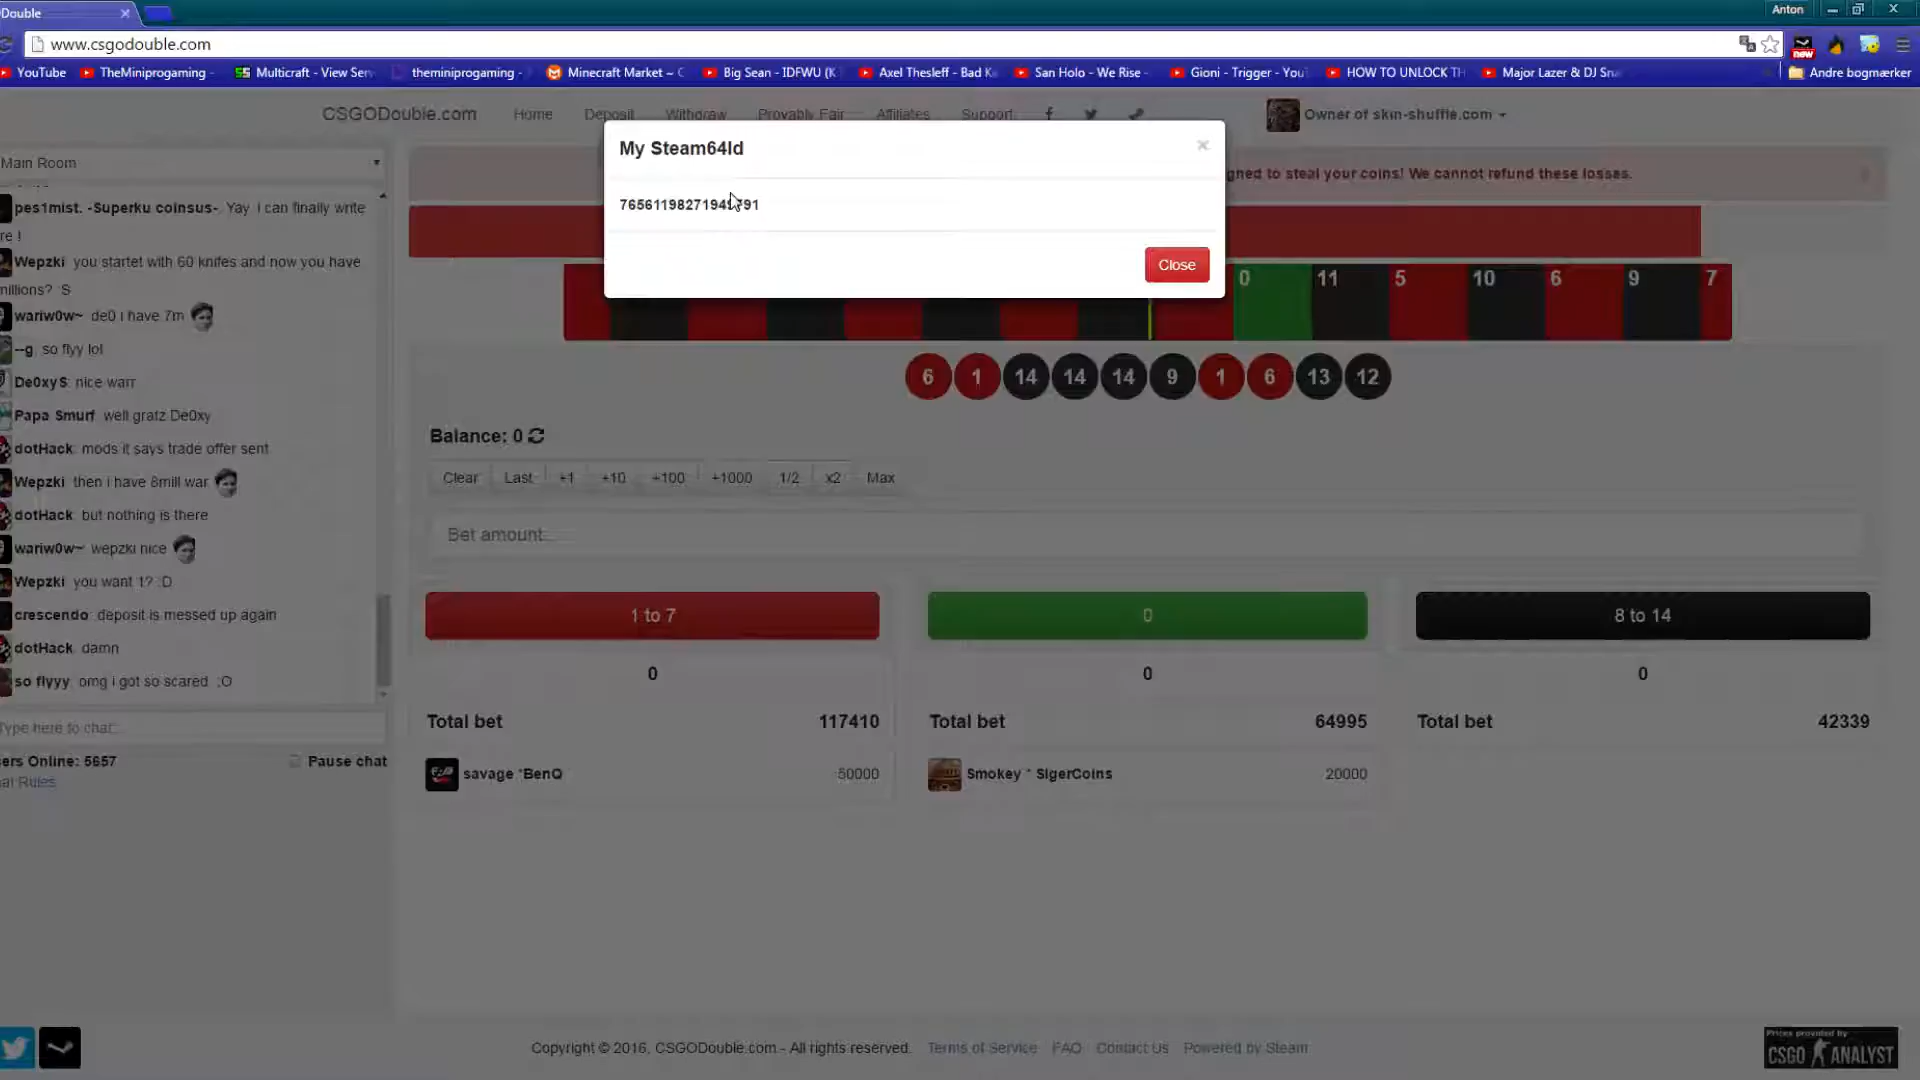 Double
Anton
www.csgodouble.com
new
YouTube
TheMiniprogaming
Multicraft - View Serv
theminiprogaming
Minecraft Market ~ C
Big Sean - IDFWU (K
Axel Thesleff - Bad Ka
San Holo - We Rise -
Gioni - Trigger - YouT
HOW TO UNLOCK TH
Major Lazer & DJ Sna
Andre bogmærker
CSGODouble.com
Home
Deposit
Withdraw
Provably Fair
Affiliates
Support
Owner of skin-shuffle.com
My Steam64Id
×
Close
gned to steal your coins! We cannot refund these losses.
Main Room
pes1mist. -Superku coinsus- Yay i can finally write
re !
Wepzki you startet with 60 knifes and now you have
millions? :S
wariw0w~ de0 i have 7m
--g: so flyy lol
De0xyS: nice warr
Papa Smurf well gratz De0xy
dotHack mods it says trade offer sent
Wepzki then i have 8mill war
dotHack but nothing is there
wariw0w~ wepzki nice
Wepzki you want 1? :D
crescendo deposit is messed up again
dotHack damn
so flyyy omg i got so scared ;O
Type here to chat...
ers Online: 5657
Pause chat
at Rules
0 11 5 10 6 9 7
6 1 14 14 14 9 1 6 13 12
Balance: 0
Clear Last +1 +10 +100 +1000 1/2 x2 Max
Bet amount...
1 to 7
0
8 to 14
0
0
0
Total bet 117410
Total bet 64995
Total bet 42339
savage *BenQ 50000
Smokey * SigerCoins 20000
Copyright © 2016, CSGODouble.com - All rights reserved. Terms of Service FAQ Contact Us Powered by Steam
Prices provided by
CSGO ANALYST